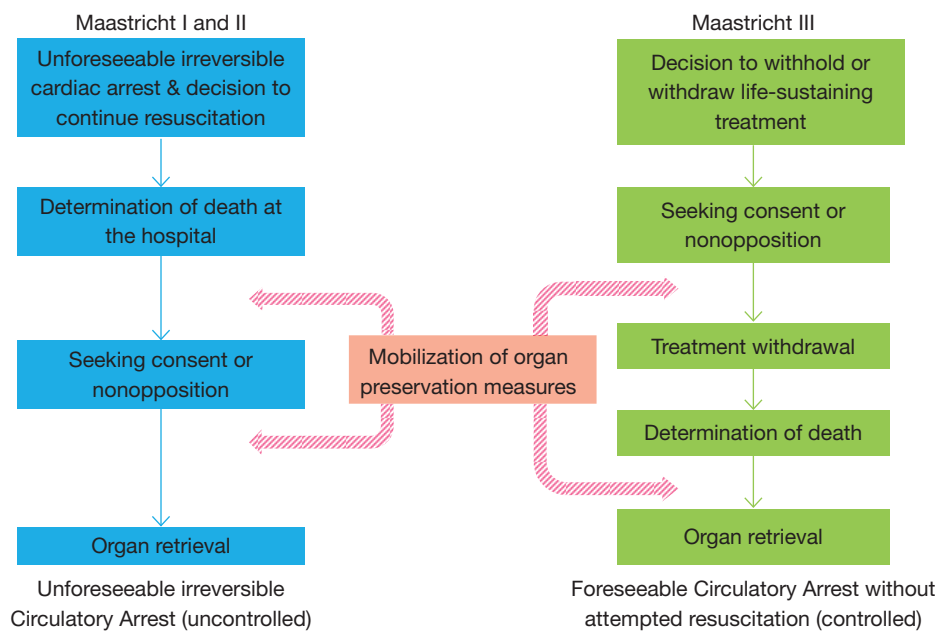 Maastricht I and II
Unforeseeable irreversible
cardiac arrest & decision to
continue resuscitation
Determination of death at
the hospital
Seeking consent or
nonopposition
Organ retrieval
Unforeseeable irreversible
Circulatory Arrest (uncontrolled)
Mobilization of organ
preservation measures
Maastricht III
Decision to withhold or
withdraw life-sustaining
treatment
Seeking consent or
nonopposition
Treatment withdrawal
Determination of death
Organ retrieval
Foreseeable Circulatory Arrest without
attempted resuscitation (controlled)